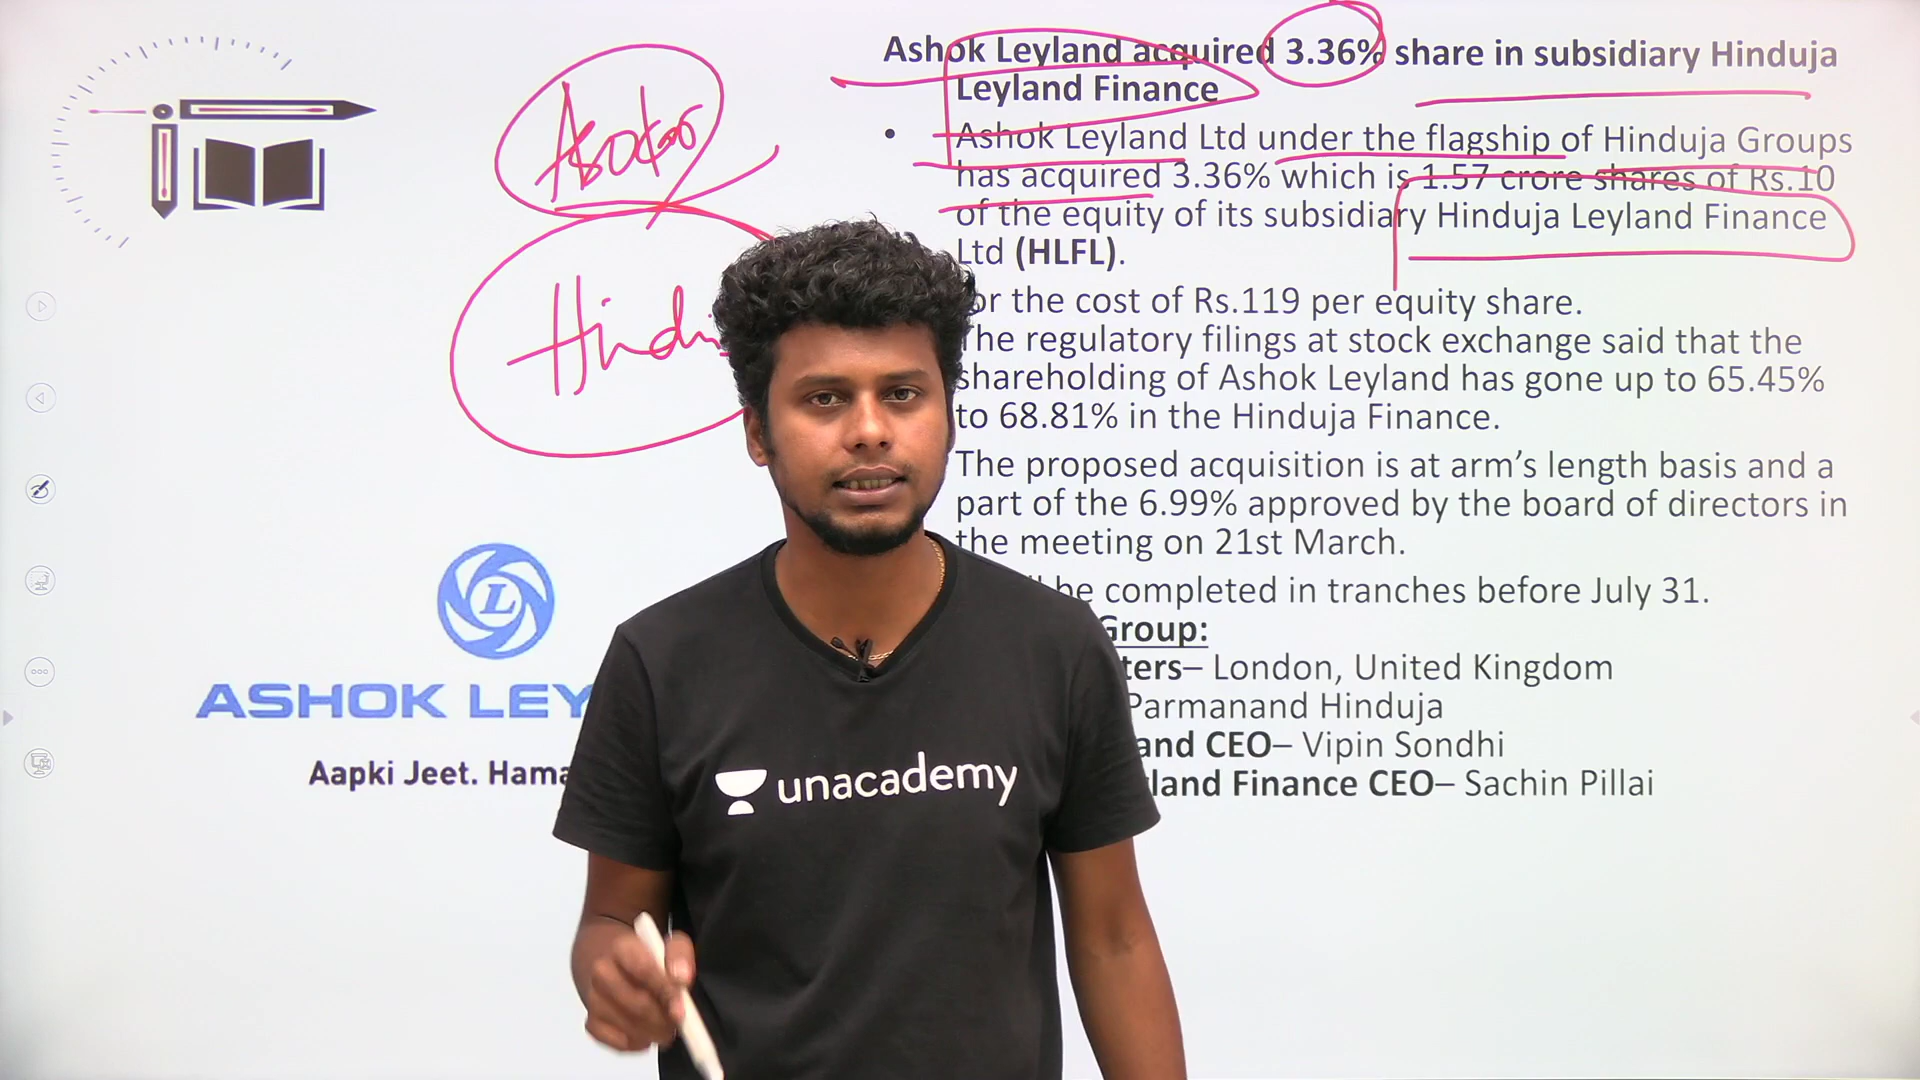 Ashok Leyland acquired 3.36% share in subsidiary Hinduja
Leyland Finance
• Ashok Leyland Ltd under the flagship of Hinduja Groups
has acquired 3.36% which is 1.57 crore shares of Rs.10
of the equity of its subsidiary Hinduja Leyland Finance
Ltd (HLFL).
or the cost of Rs.119 per equity share.
The regulatory filings at stock exchange said that the
shareholding of Ashok Leyland has gone up to 65.45%
to 68.81% in the Hinduja Finance.
The proposed acquisition is at arm’s length basis and a
part of the 6.99% approved by the board of directors in
the meeting on 21st March.
be completed in tranches before July 31.
Group:
ters– London, United Kingdom
Parmanand Hinduja
and CEO– Vipin Sondhi
land Finance CEO– Sachin Pillai
Hindu
L
ASHOK LEY
Aapki Jeet. Hama
unacademy